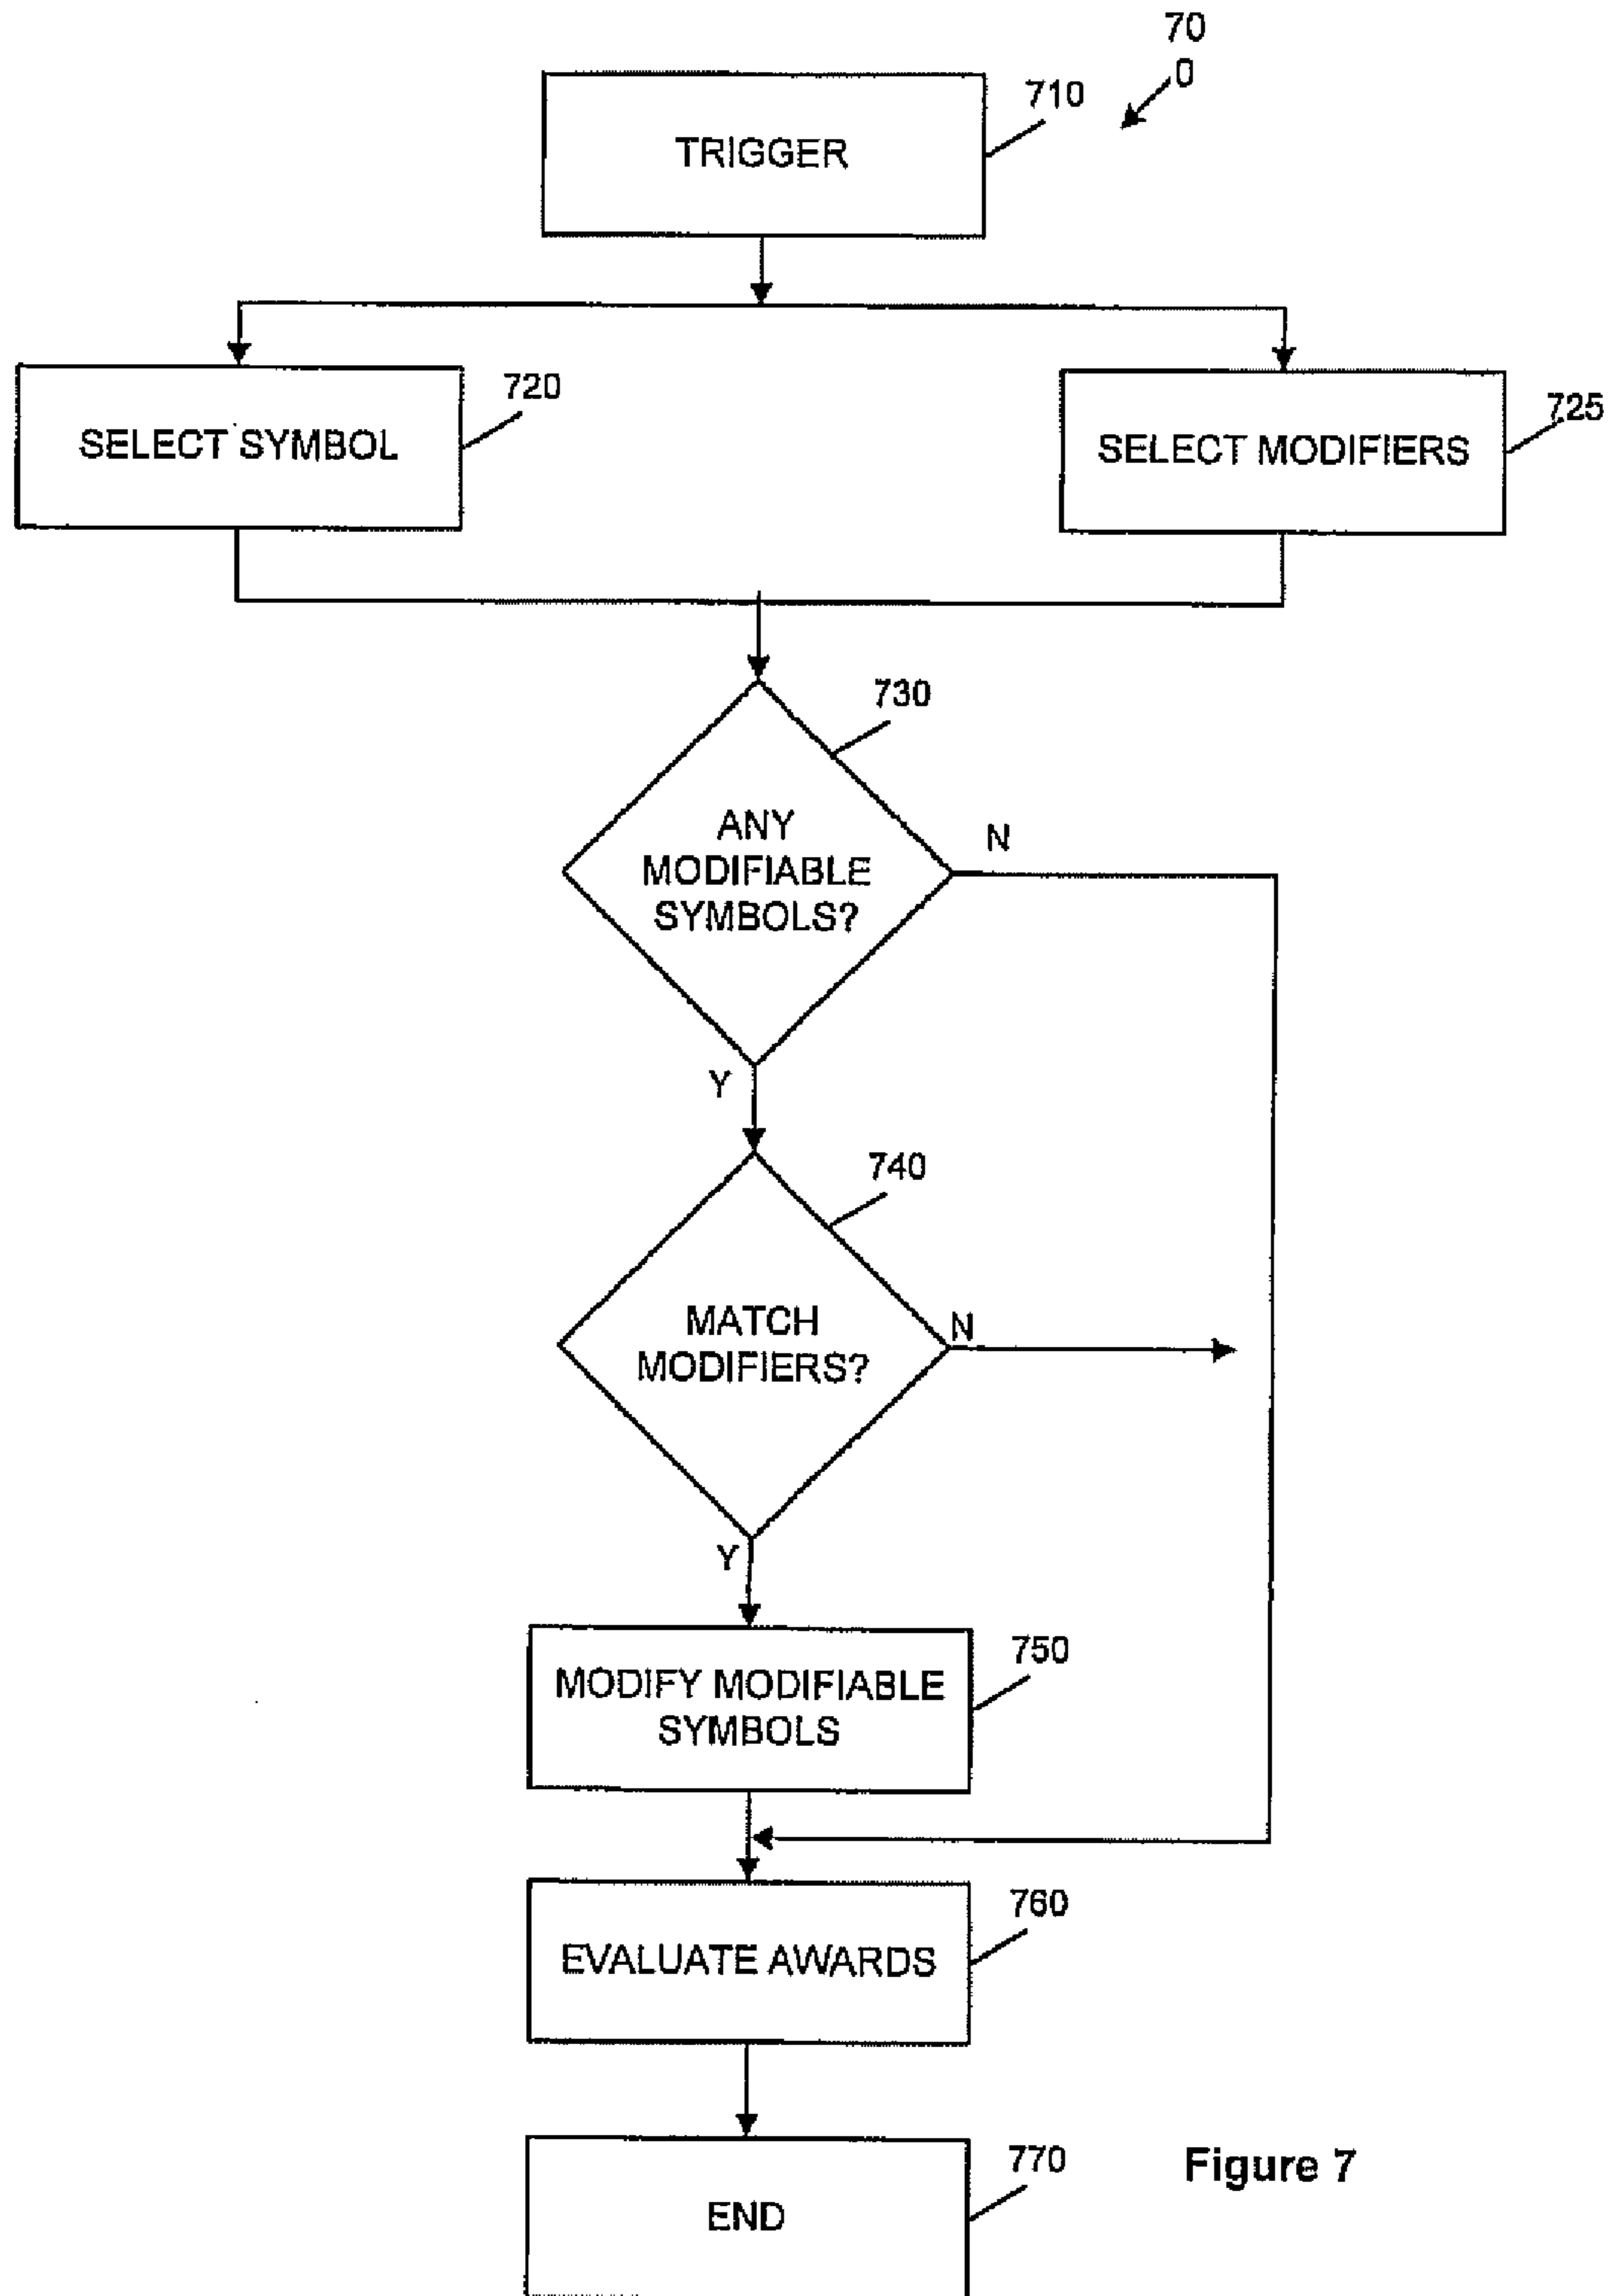 70
0
710
TRIGGER
720
SELECT SYMBOL
725
SELECT MODIFIERS
730
ANY
MODIFIABLE
SYMBOLS?
N
Y
740
MATCH
MODIFIERS?
N
Y
750
MODIFY MODIFIABLE
SYMBOLS
760
EVALUATE AWARDS
770
END
Figure 7